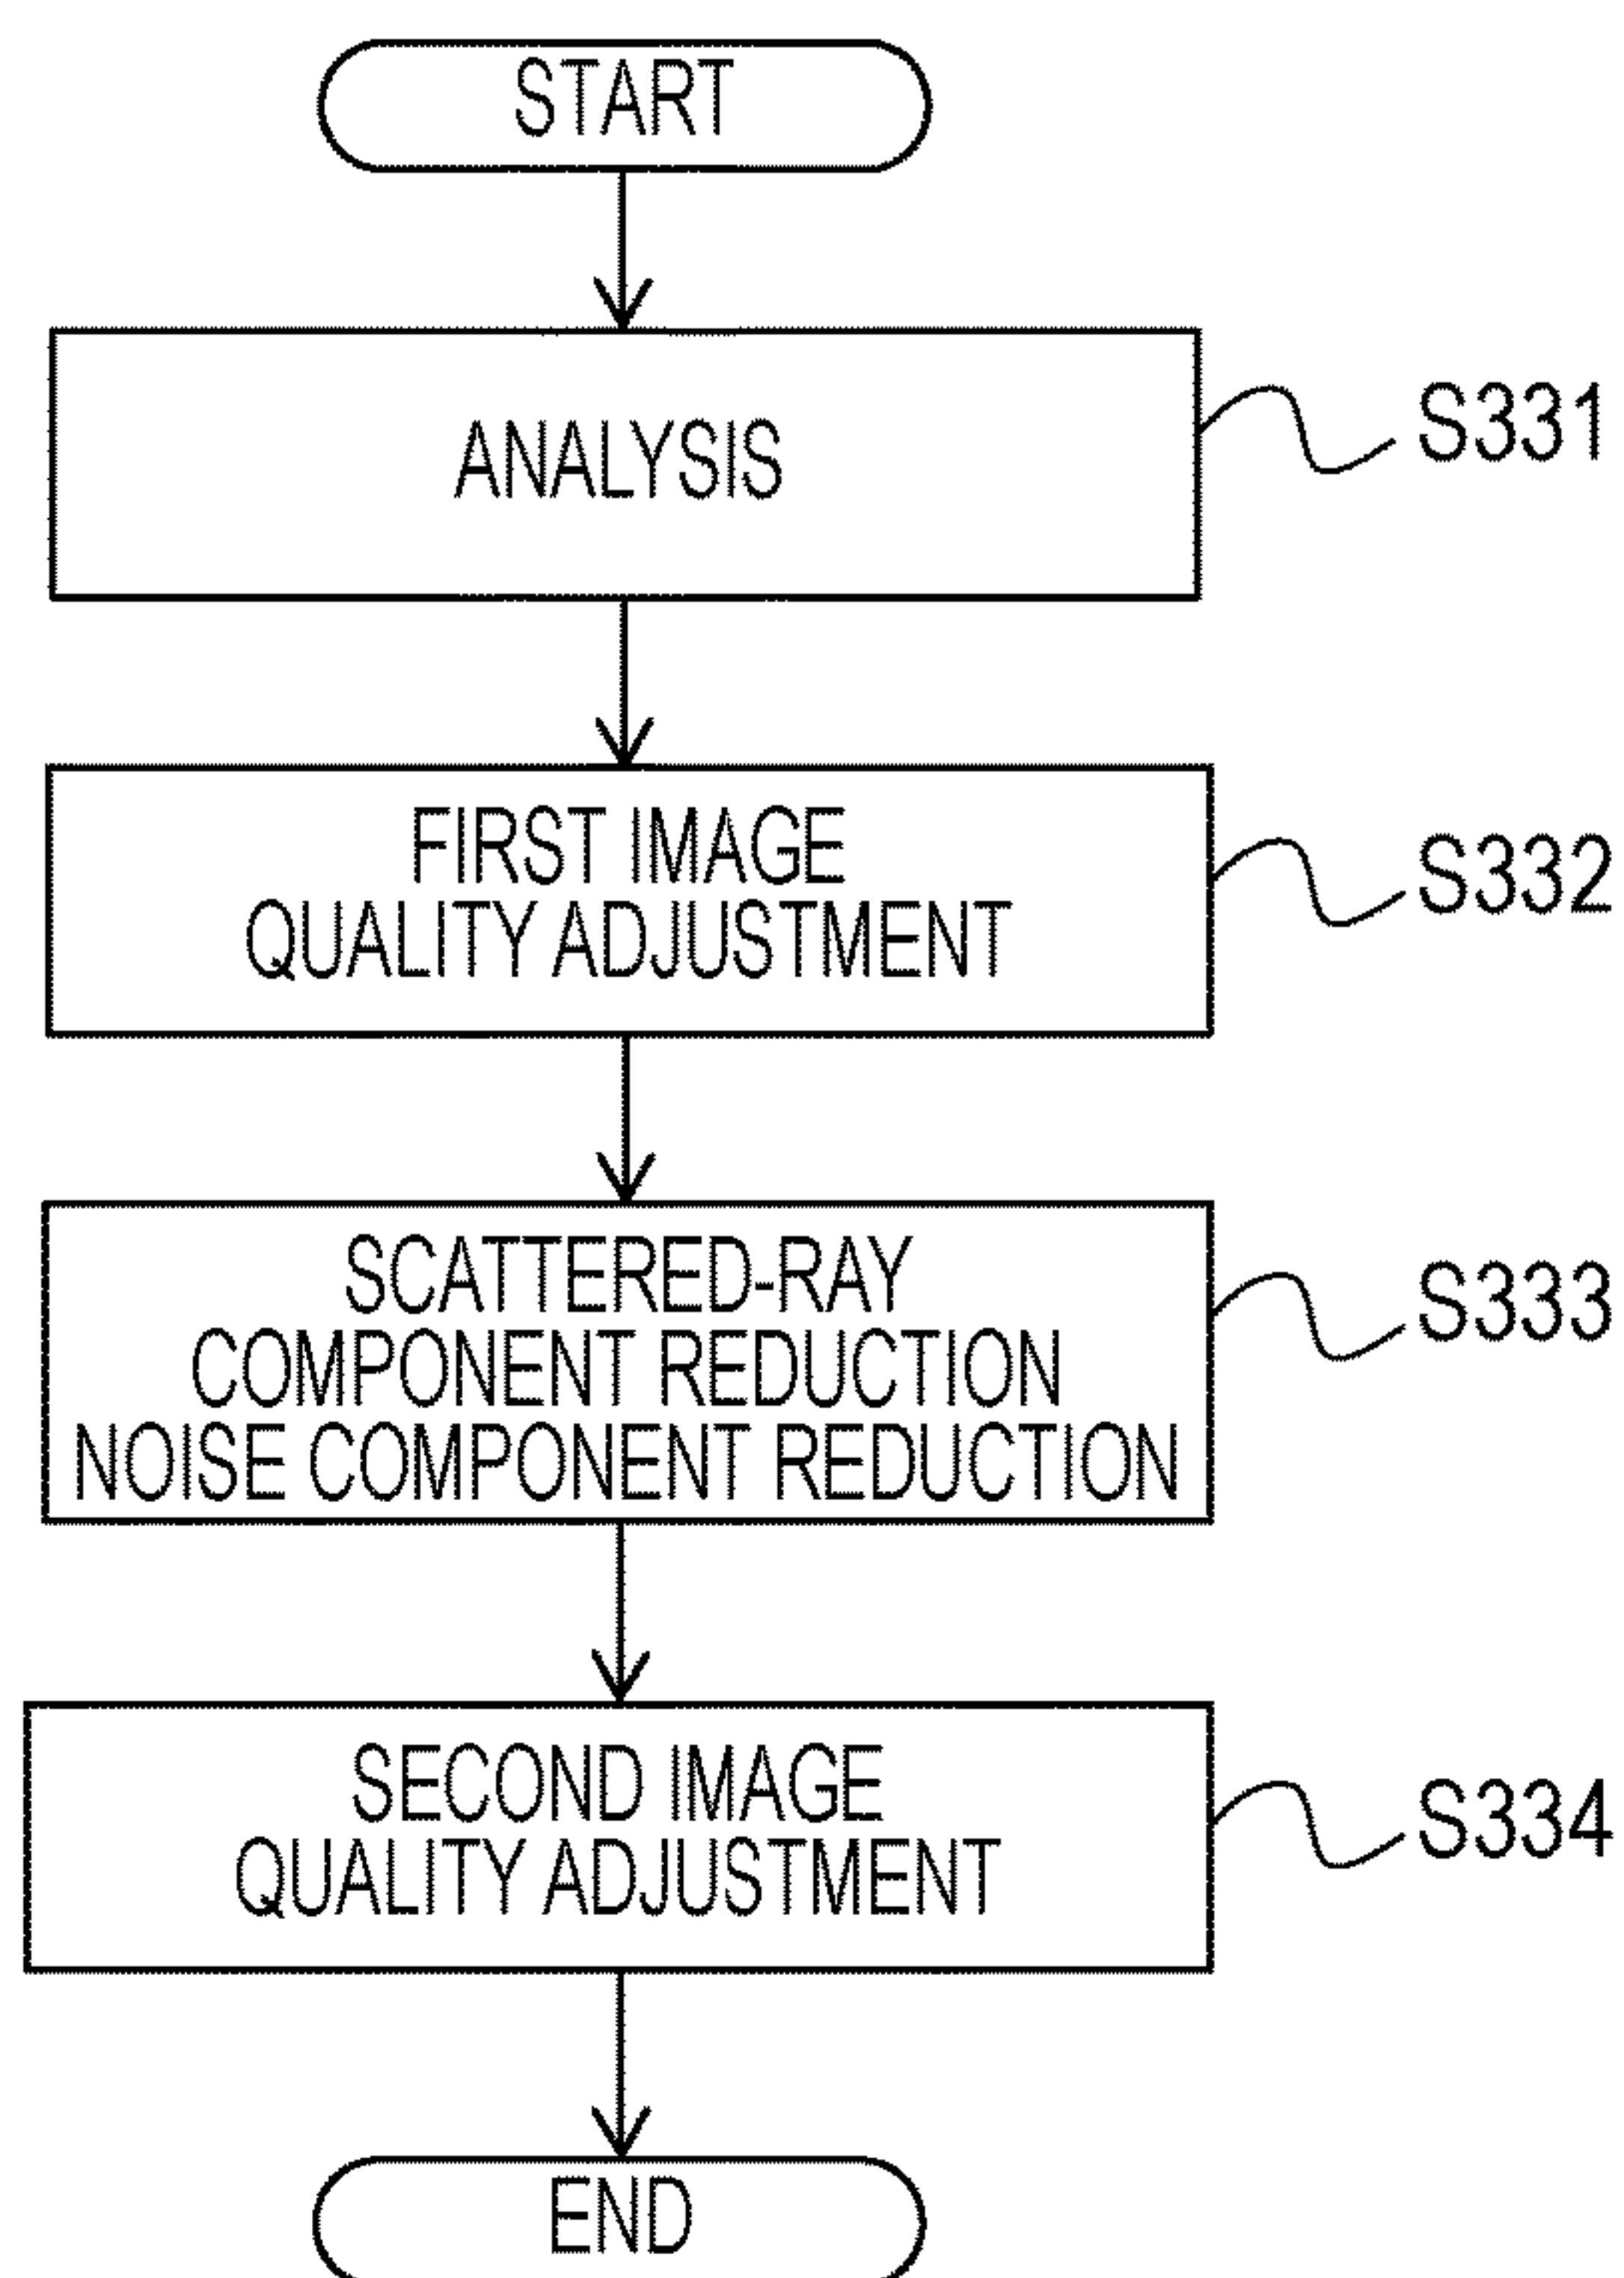 START
ANALYSIS
S331
FIRST IMAGE
QUALITY ADJUSTMENT
S332
SCATTERED-RAY
COMPONENT REDUCTION
NOISE COMPONENT REDUCTION
S333
SECOND IMAGE
QUALITY ADJUSTMENT
S334
END